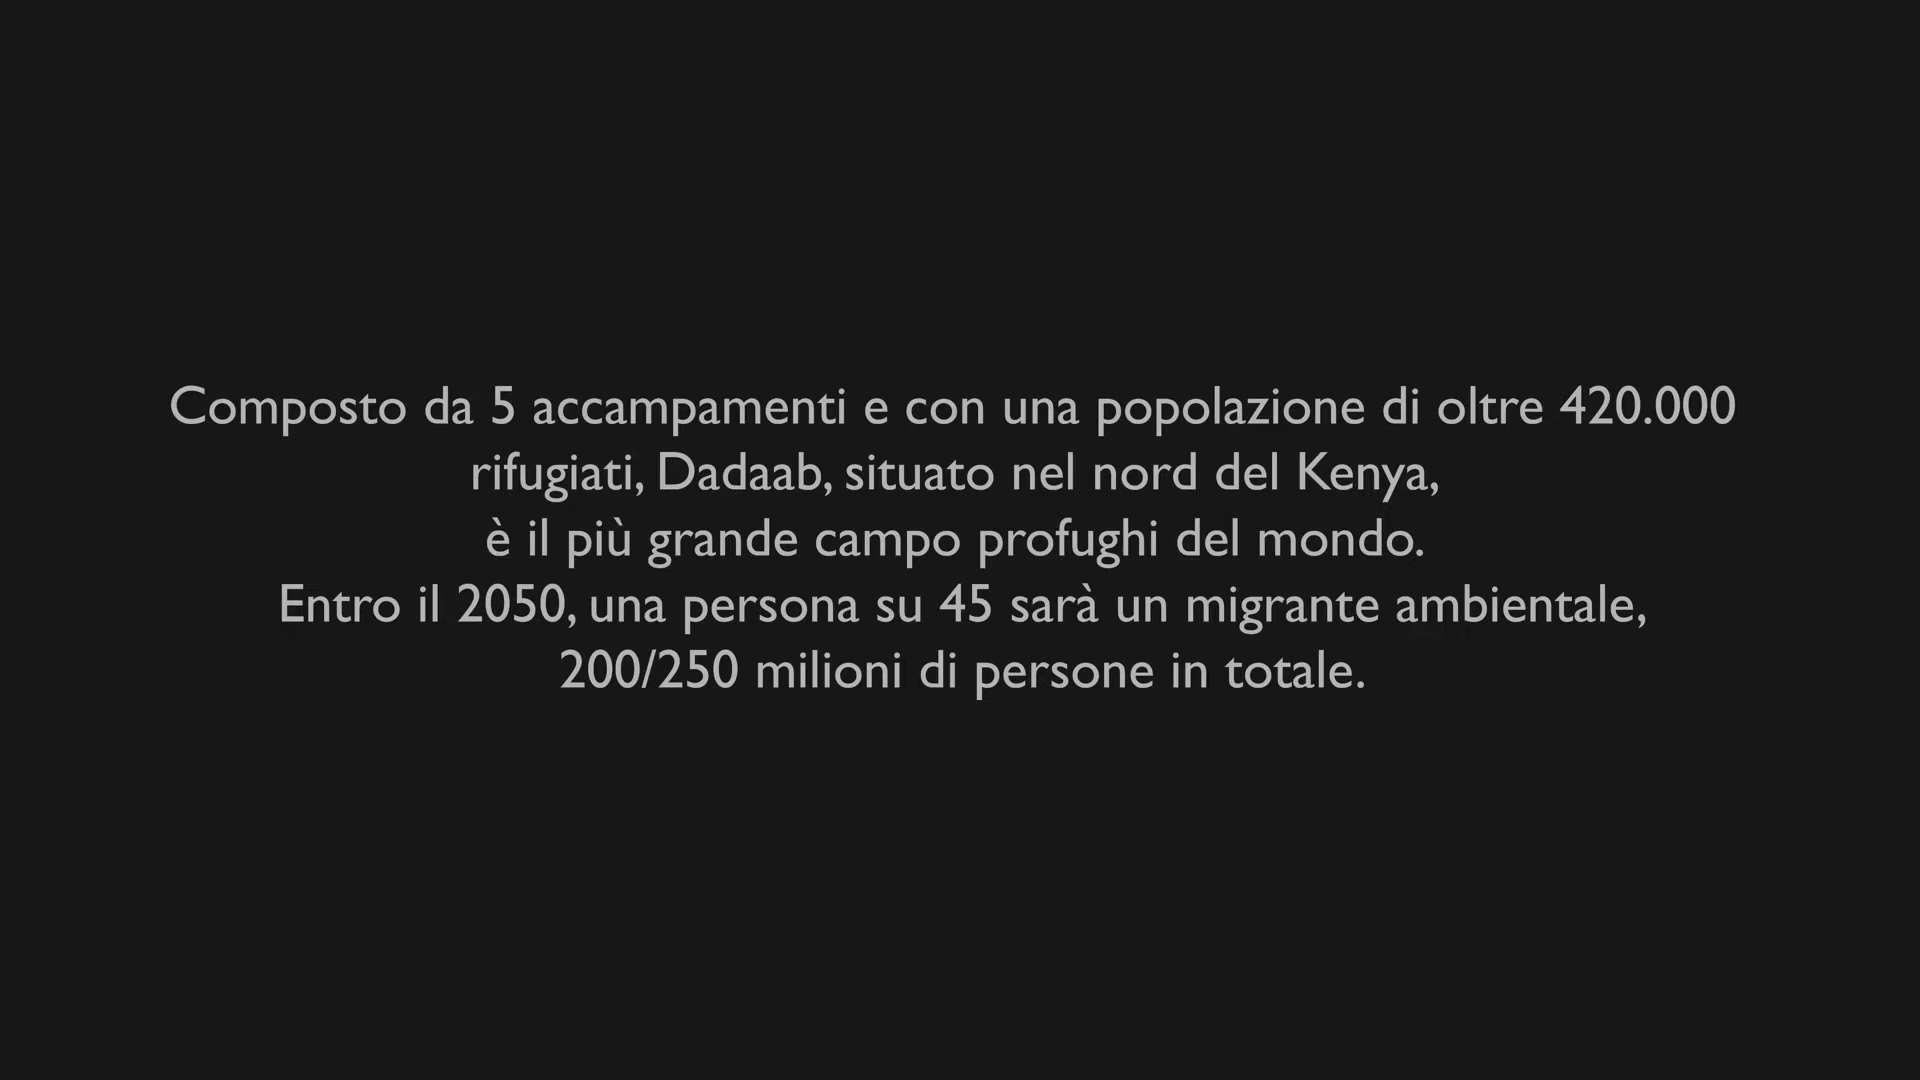 Composto da 5 accampamenti e con una popolazione di oltre 420.000
rifugiati, Dadaab, situato nel nord del Kenya,
è il più grande campo profughi del mondo.
Entro il 2050, una persona su 45 sarà un migrante ambientale,
200/250 milioni di persone in totale.